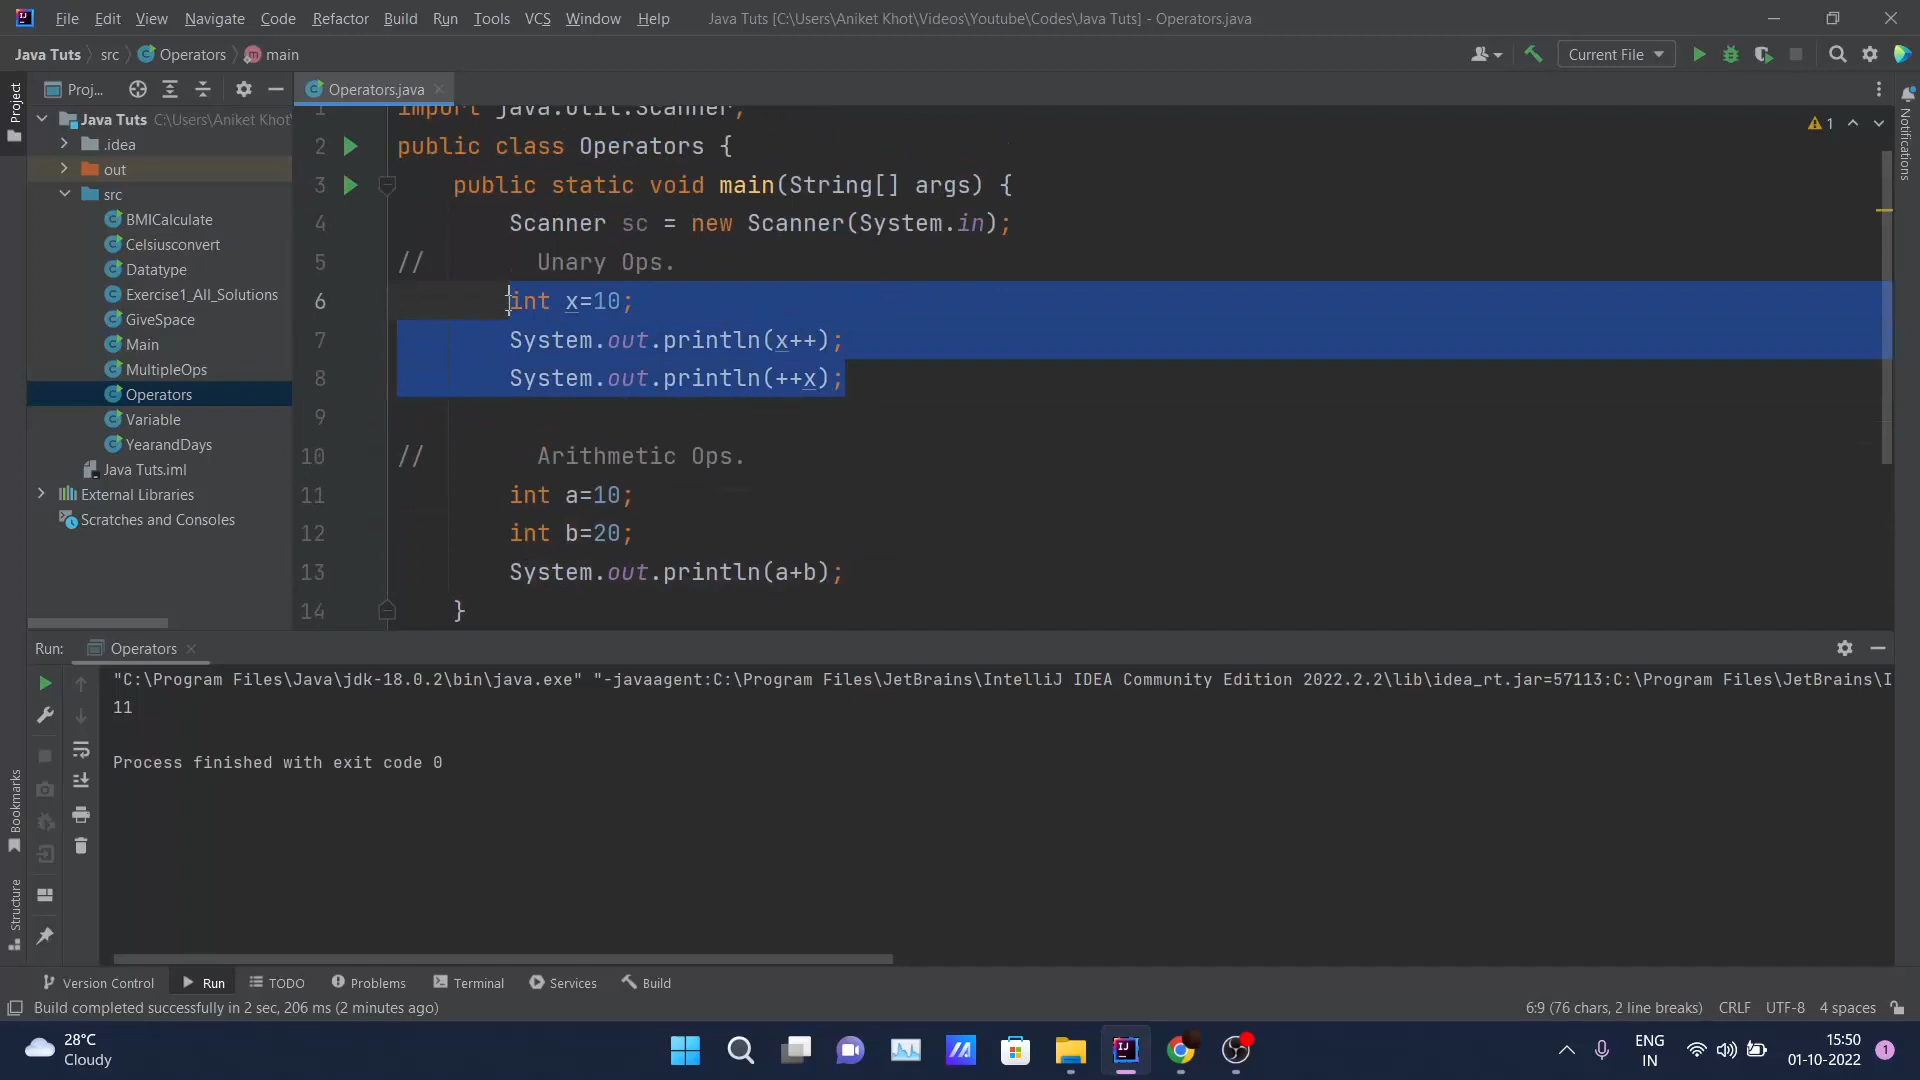 File Edit View Navigate Code Refactor Build Run Tools VCS Window Help Java Tuts [C:\Users\Aniket Khot\Videos\Youtube\Codes\Java Tuts] - Operators.java
Java Tuts src Operators main Current File
Project
Proj...
Operators.java
Notifications
Java Tuts C:\Users\Aniket Khot\
.idea
out
src
BMICalculate
Celsiusconvert
Datatype
Exercise1_All_Solutions
GiveSpace
Main
MultipleOps
Operators
Variable
YearandDays
Java Tuts.iml
External Libraries
Scratches and Consoles
1 import java.util.Scanner;
2 public class Operators {
3 public static void main(String[] args) {
4 Scanner sc = new Scanner(System.in);
5 // Unary Ops.
6 int x=10;
7 System.out.println(x++);
8 System.out.println(++x);
9
10 // Arithmetic Ops.
11 int a=10;
12 int b=20;
13 System.out.println(a+b);
14 }
1
Run: Operators
"C:\Program Files\Java\jdk-18.0.2\bin\java.exe" "-javaagent:C:\Program Files\JetBrains\IntelliJ IDEA Community Edition 2022.2.2\lib\idea_rt.jar=57113:C:\Program Files\JetBrains\I
11
Process finished with exit code 0
Bookmarks
Structure
Version Control Run TODO Problems Terminal Services Build
Build completed successfully in 2 sec, 206 ms (2 minutes ago) 6:9 (76 chars, 2 line breaks) CRLF UTF-8 4 spaces
28°C
Cloudy
IJ
ENG
IN
15:50
01-10-2022
1